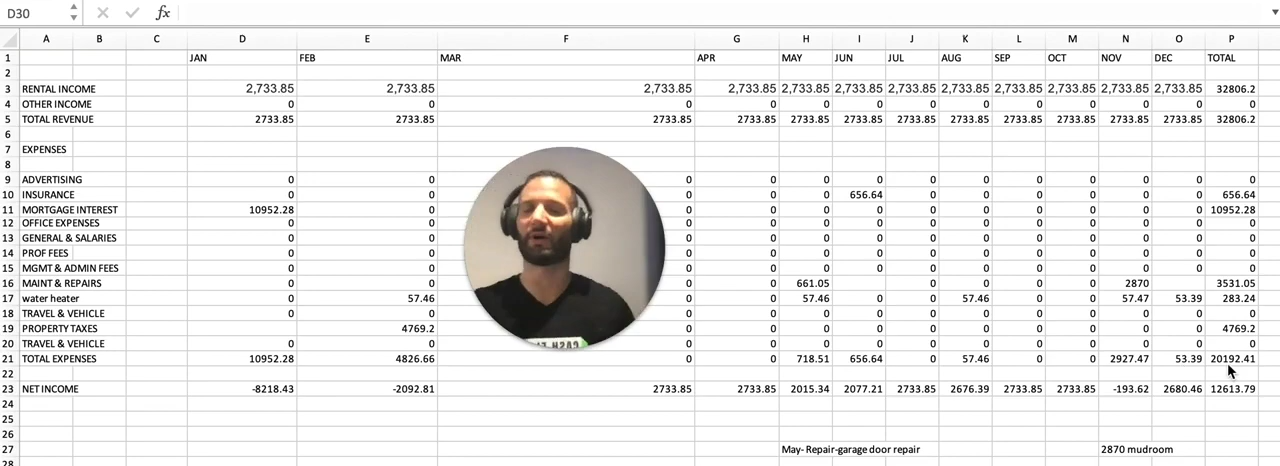 D30 fx
A B C D E F G H I J K L M N O P
1 JAN FEB MAR APR MAY JUN JUL AUG SEP OCT NOV DEC TOTAL
2
3 RENTAL INCOME 2,733.85 2,733.85 2,733.85 2,733.85 2,733.85 2,733.85 2,733.85 2,733.85 2,733.85 2,733.85 2,733.85 2,733.85 32806.2
4 OTHER INCOME 0 0 0 0 0 0 0 0 0 0 0 0 0
5 TOTAL REVENUE 2733.85 2733.85 2733.85 2733.85 2733.85 2733.85 2733.85 2733.85 2733.85 2733.85 2733.85 2733.85 32806.2
6
7 EXPENSES
8
9 ADVERTISING 0 0 0 0 0 0 0 0 0 0 0 0 0
10 INSURANCE 0 0 0 0 0 656.64 0 0 0 0 0 0 656.64
11 MORTGAGE INTEREST 10952.28 0 0 0 0 0 0 0 0 0 0 0 10952.28
12 OFFICE EXPENSES 0 0 0 0 0 0 0 0 0 0 0 0 0
13 GENERAL & SALARIES 0 0 0 0 0 0 0 0 0 0 0 0 0
14 PROF FEES 0 0 0 0 0 0 0 0 0 0 0 0 0
15 MGMT & ADMIN FEES 0 0 0 0 0 0 0 0 0 0 0 0 0
16 MAINT & REPAIRS 0 0 0 0 661.05 0 0 0 0 0 2870 0 3531.05
17 water heater 0 57.46 0 0 57.46 0 0 57.46 0 0 57.47 53.39 283.24
18 TRAVEL & VEHICLE 0 0 0 0 0 0 0 0 0 0 0 0 0
19 PROPERTY TAXES 4769.2 0 0 0 0 0 0 0 0 0 0 4769.2
20 TRAVEL & VEHICLE 0 0 0 0 0 0 0 0 0 0 0 0 0
21 TOTAL EXPENSES 10952.28 4826.66 0 0 718.51 656.64 0 57.46 0 0 2927.47 53.39 20192.41
22
23 NET INCOME -8218.43 -2092.81 2733.85 2733.85 2015.34 2077.21 2733.85 2676.39 2733.85 2733.85 -193.62 2680.46 12613.79
24
25
26
27 May- Repair-garage door repair 2870 mudroom
28